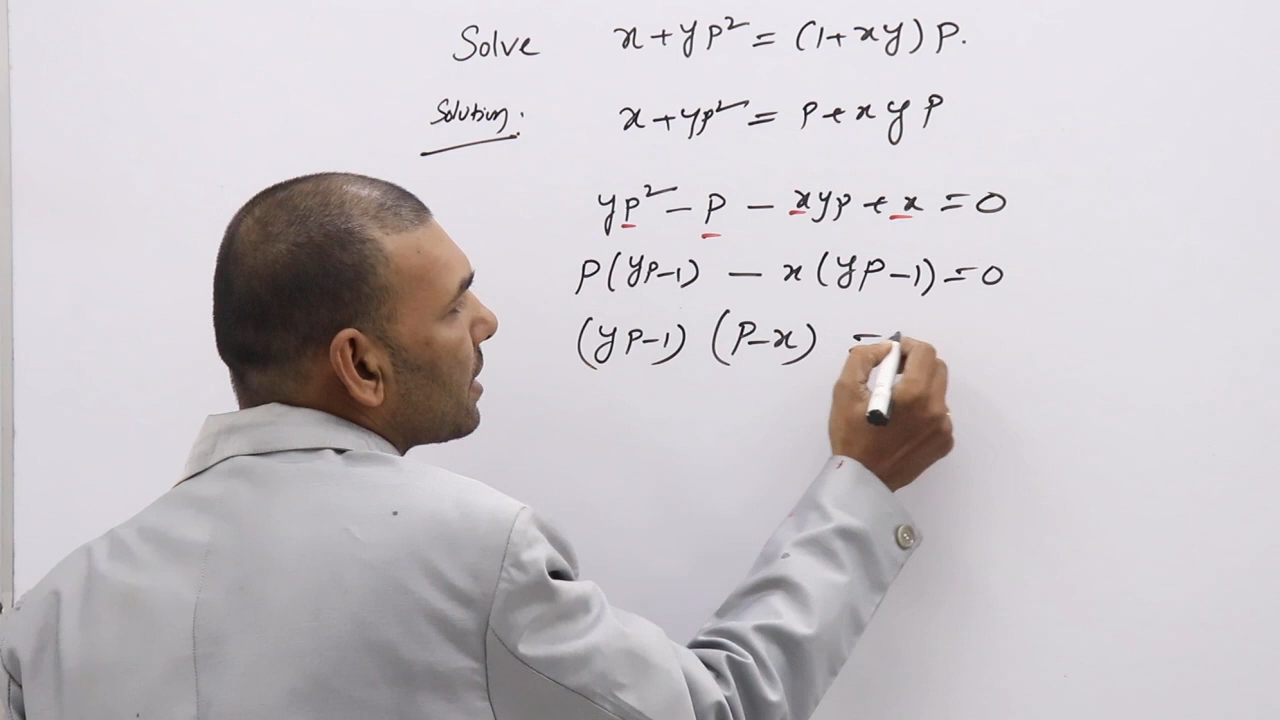 Solve x + yp² = (1 + xy) p.
Solution. x + yp² = p + xyp
yp² - p - xyp + x = 0
p(yp-1) - x(yp-1) = 0
(yp-1) (p-x) =